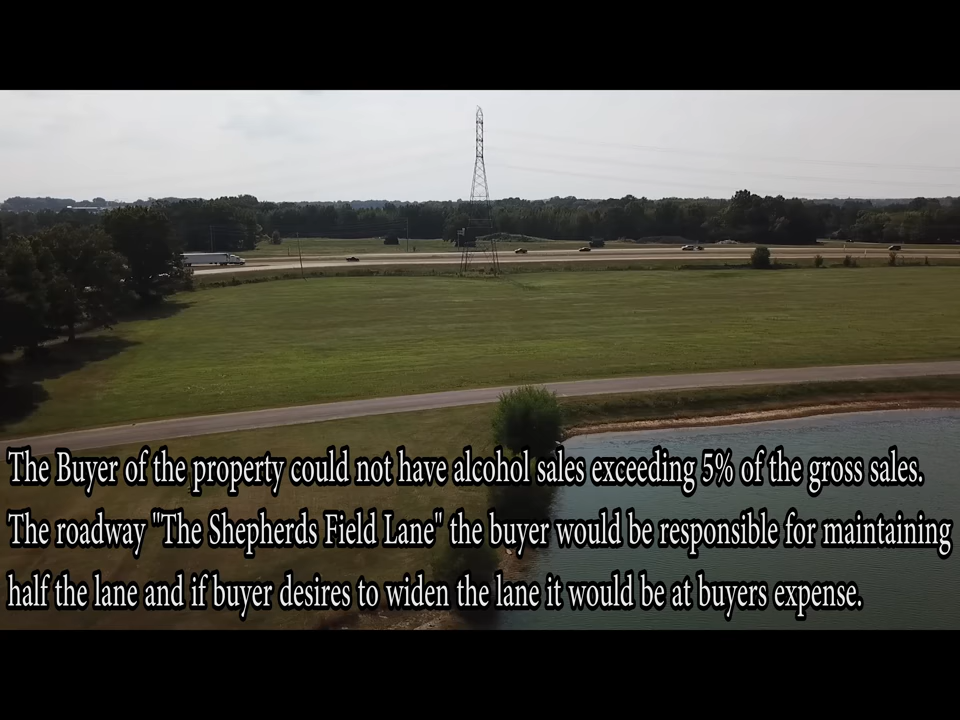 The Buyer of the property could not have alcohol sales exceeding 5% of the gross sales.
The roadway "The Shepherds Field Lane" the buyer would be responsible for maintaining
half the lane and if buyer desires to widen the lane it would be at buyers expense.